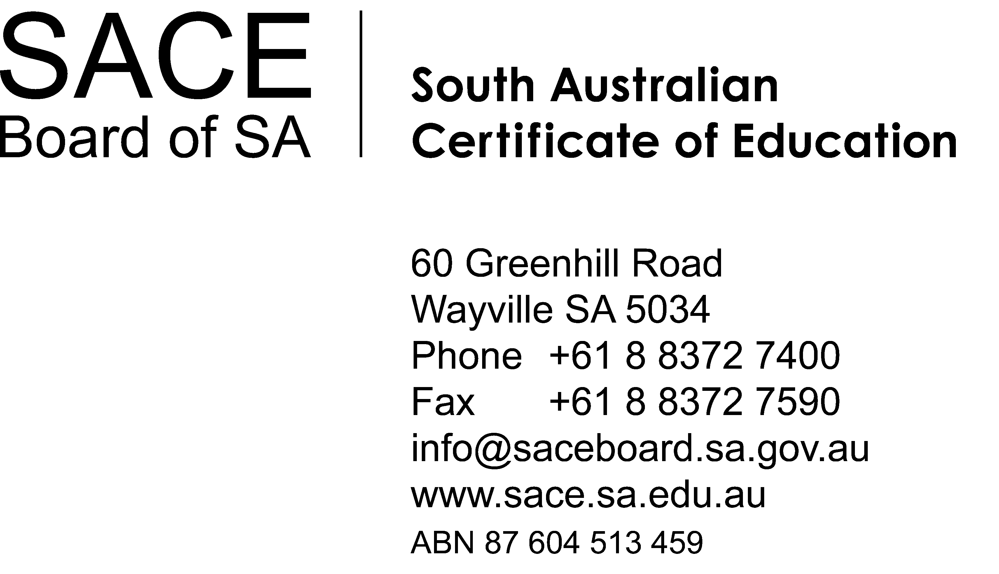 SACE
Board of SA
South Australian
Certificate of Education
60 Greenhill Road
Wayville SA 5034
Phone +61 8 8372 7400
Fax +61 8 8372 7590
info@saceboard.sa.gov.au
www.sace.sa.edu.au
ABN 87 604 513 459